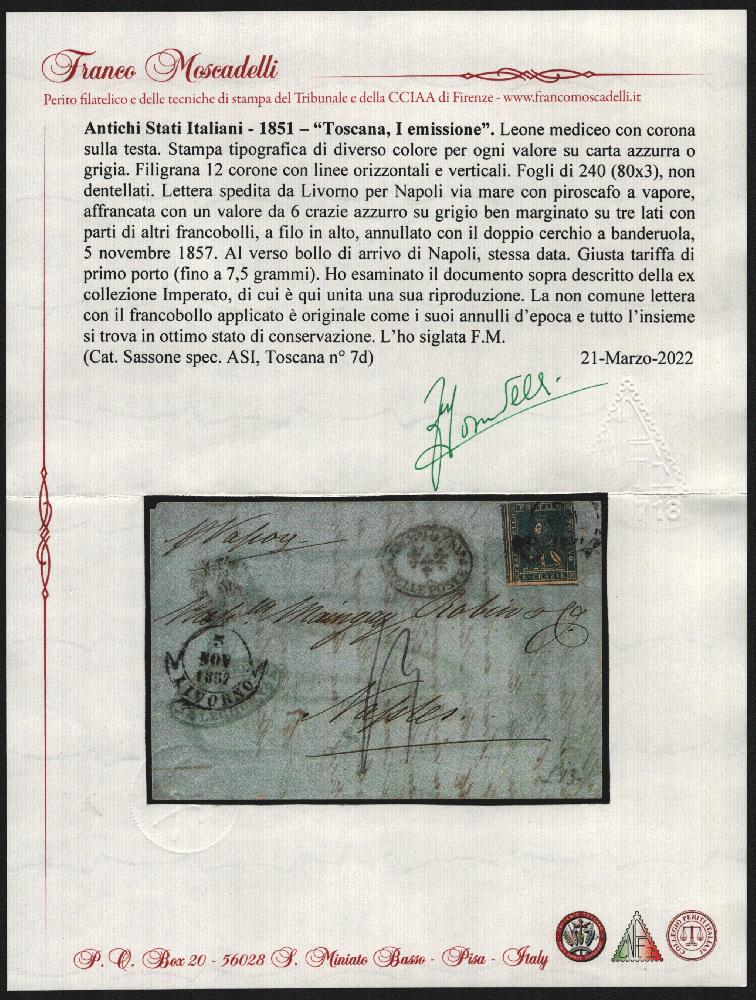 Franco Moscadelli
Perito filatelico e delle tecniche di stampa del Tribunale e della CCIAA di Firenze - www.francomoscadelli.it
Antichi Stati Italiani - 1851 – “Toscana, I emissione”. Leone mediceo con corona
sulla testa. Stampa tipografica di diverso colore per ogni valore su carta azzurra o
grigia. Filigrana 12 corone con linee orizzontali e verticali. Fogli di 240 (80x3), non
dentellati. Lettera spedita da Livorno per Napoli via mare con piroscafo a vapore,
affrancata con un valore da 6 crazie azzurro su grigio ben marginato su tre lati con
parti di altri francobolli, a filo in alto, annullato con il doppio cerchio a banderuola,
5 novembre 1857. Al verso bollo di arrivo di Napoli, stessa data. Giusta tariffa di
primo porto (fino a 7,5 grammi). Ho esaminato il documento sopra descritto della ex
collezione Imperato, di cui è qui unita una sua riproduzione. La non comune lettera
con il francobollo applicato è originale come i suoi annulli d’epoca e tutto l’insieme
si trova in ottimo stato di conservazione. L’ho siglata F.M.
(Cat. Sassone spec. ASI, Toscana n° 7d) 21-Marzo-2022
6 CRAZIE
Robin & Co
5
NOV
1857
LIVORNO
Naples.
P. O. Box 20 - 56028 S. Miniato Basso - Pisa - Italy
COLLEGIO PERITI ITALIANI